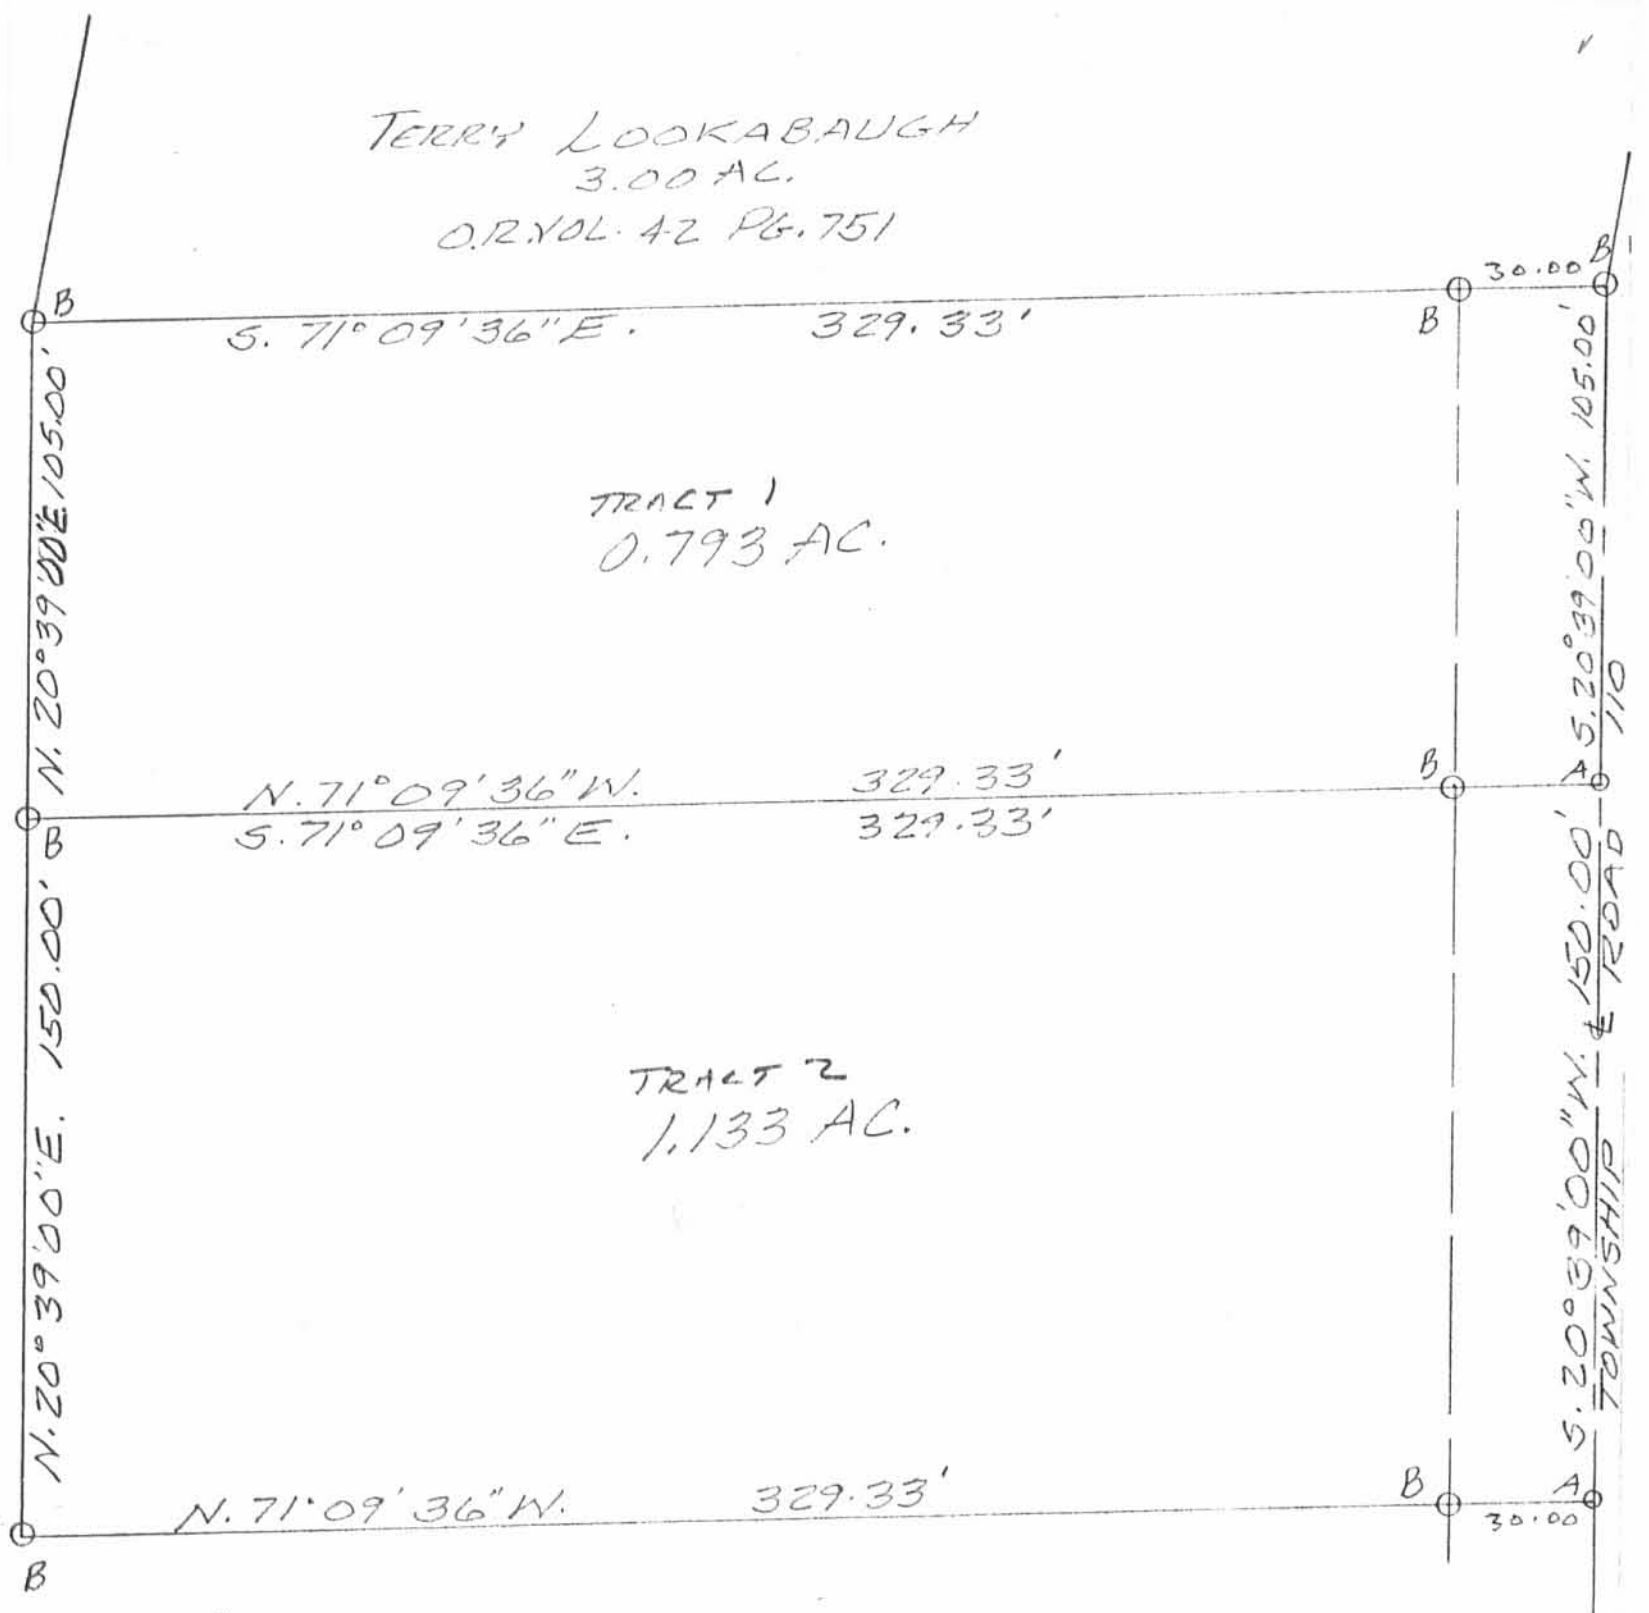 TERRY LOOKABAUGH
3.00 AC.
O.R.VOL. 42 PG. 751
B
30.00
B
B
S. 71° 09' 36" E. 329.33'
N. 20° 39' 00" E 105.00'
S. 20° 39' 00" W. 105.00'
TRACT 1
0.793 AC.
110
N. 71° 09' 36" W. 329.33'
B
A
B
S. 71° 09' 36" E. 329.33'
N. 20° 39' 00" E. 150.00'
S. 20° 39' 00" W. 150.00'
℄ ROAD
TOWNSHIP
TRACT 2
1.133 AC.
N. 71° 09' 36" W. 329.33'
B
A
30.00
B